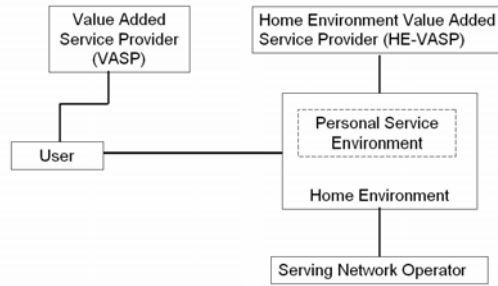 Value Added
Service Provider
(VASP)
Home Environment Value Added
Service Provider (HE-VASP)
Personal Service
Environment
User
Home Environment
Serving Network Operator